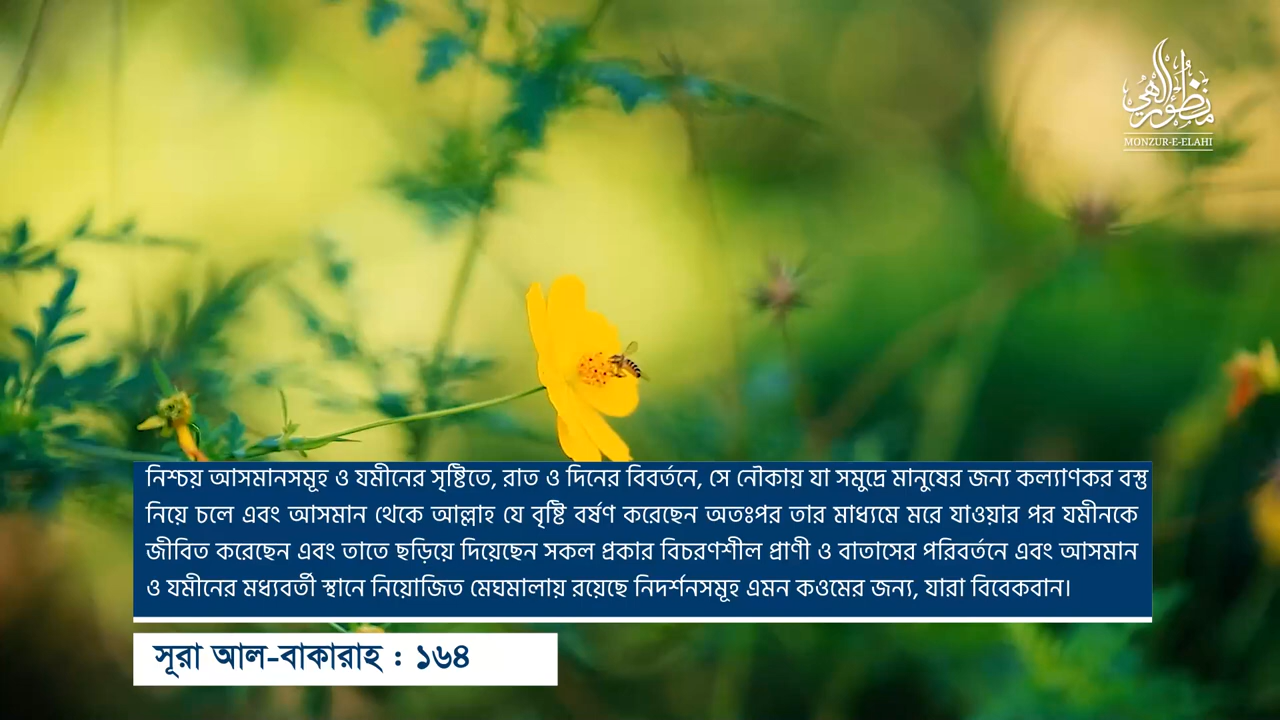 منظور إلهي
MONZUR-E-ELAHI
নিশ্চয় আসমানসমূহ ও যমীনের সৃষ্টিতে, রাত ও দিনের বিবর্তনে, সে নৌকায় যা সমুদ্রে মানুষের জন্য কল্যাণকর বস্তু
নিয়ে চলে এবং আসমান থেকে আল্লাহ যে বৃষ্টি বর্ষণ করেছেন অতঃপর তার মাধ্যমে মরে যাওয়ার পর যমীনকে
জীবিত করেছেন এবং তাতে ছড়িয়ে দিয়েছেন সকল প্রকার বিচরণশীল প্রাণী ও বাতাসের পরিবর্তনে এবং আসমান
ও যমীনের মধ্যবর্তী স্থানে নিয়োজিত মেঘমালায় রয়েছে নিদর্শনসমূহ এমন কওমের জন্য, যারা বিবেকবান।
সূরা আল-বাকারাহ : ১৬৪